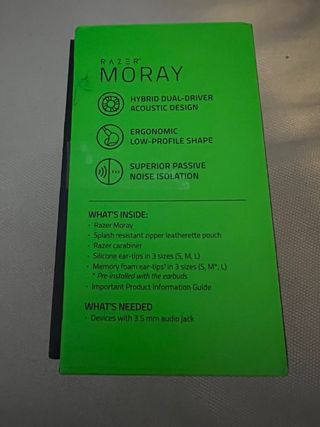 RAZER
MORAY
HYBRID DUAL-DRIVER
ACOUSTIC DESIGN
ERGONOMIC
LOW-PROFILE SHAPE
SUPERIOR PASSIVE
NOISE ISOLATION
WHAT'S INSIDE:
· Razer Moray
· Splash resistant zipper leatherette pouch
· Razer carabiner
· Silicone ear-tips in 3 sizes (S, M, L)
· Memory foam ear-tips* in 3 sizes (S, M*, L)
* Pre-installed with the earbuds
· Important Product Information Guide
WHAT'S NEEDED
· Devices with 3.5 mm audio jack